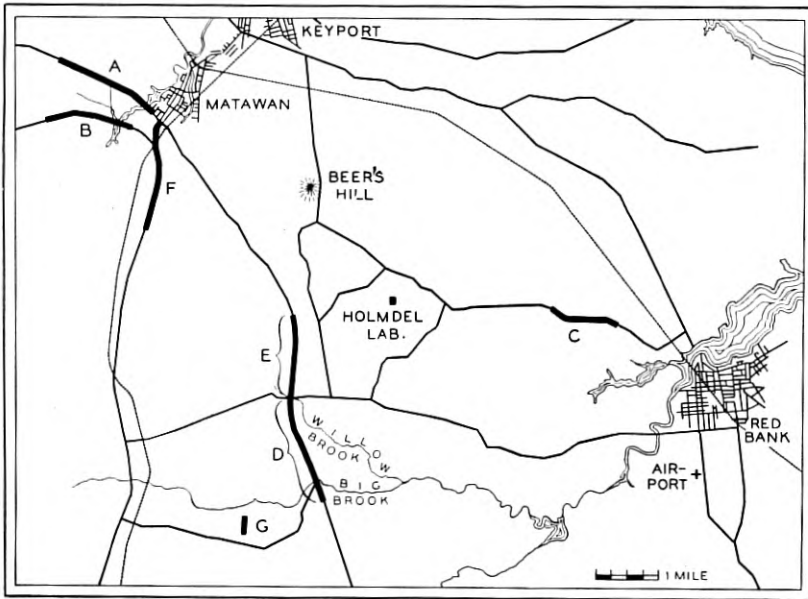 KEYPORT
A
MATAWAN
B
BEER'S
HILL
F
HOLMDEL
LAB.
C
E
RED
BANK
WILLOW
BROOK
D
BIG
BROOK
AIR-
PORT
G
1 MILE